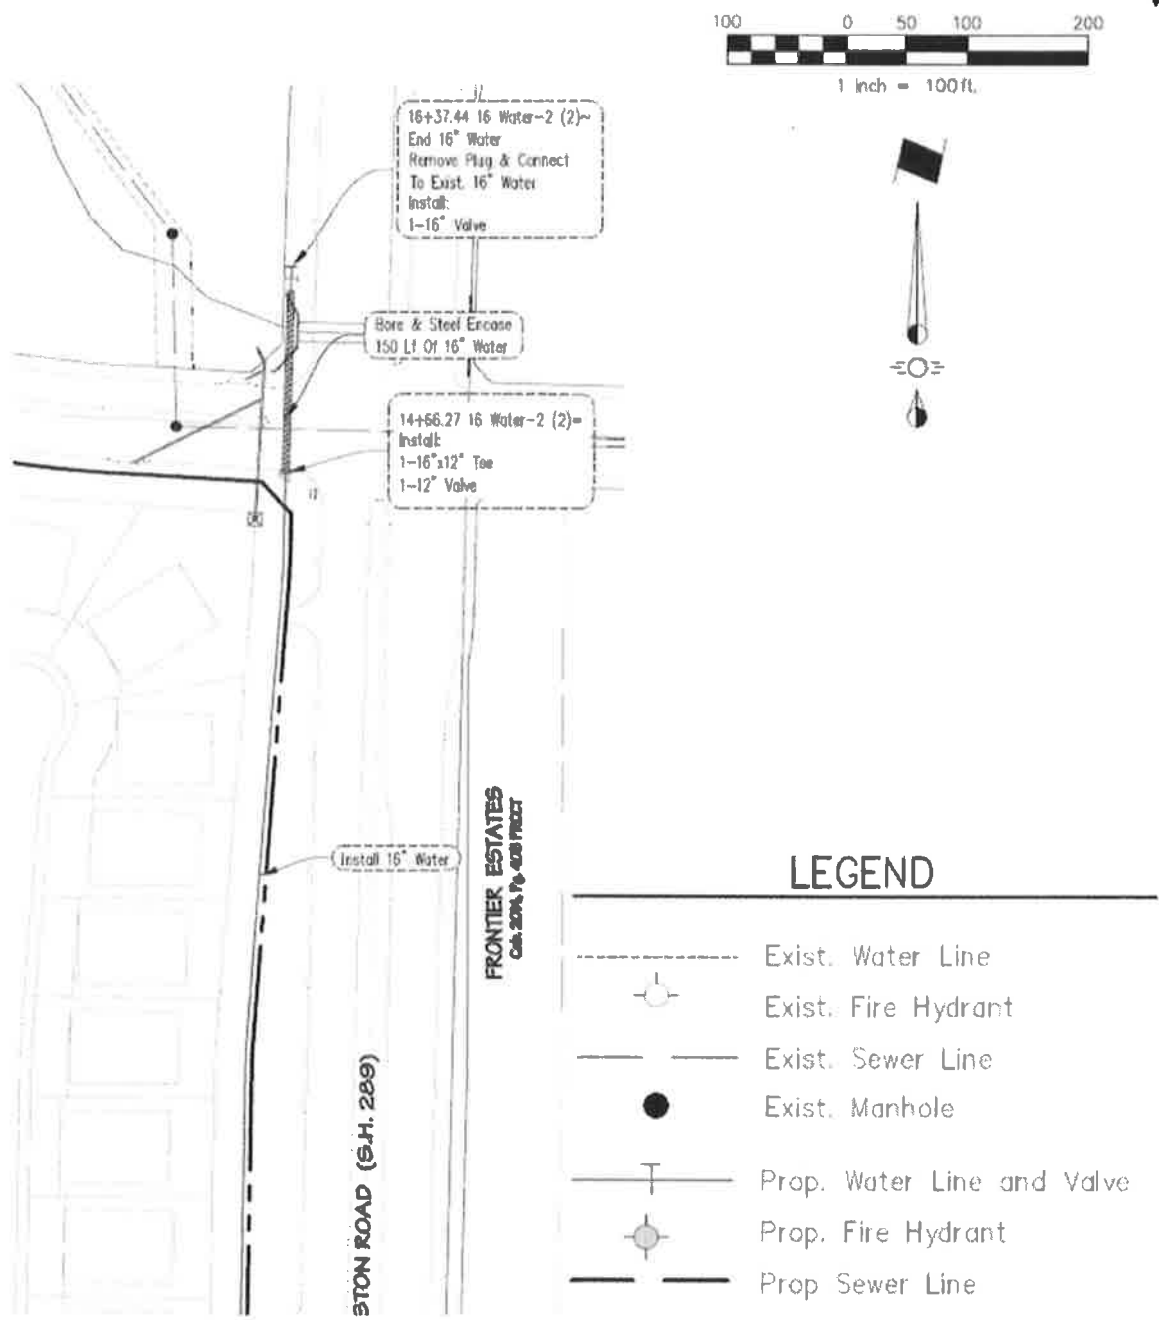 100 0 50 100 200
1 inch = 100ft.
16+37.44 16 Water-2 (2)~
End 16" Water
Remove Plug & Connect
To Exist. 16" Water
Install:
1-16" Valve
Bore & Steel Encase
150 Lf Of 16" Water
14+66.27 16 Water-2 (2)=
Install:
1-16"x12" Tee
1-12" Valve
Install 16" Water
FRONTIER ESTATES
STON ROAD (S.H. 289)
LEGEND
Exist. Water Line
Exist. Fire Hydrant
Exist. Sewer Line
Exist. Manhole
Prop. Water Line and Valve
Prop. Fire Hydrant
Prop Sewer Line